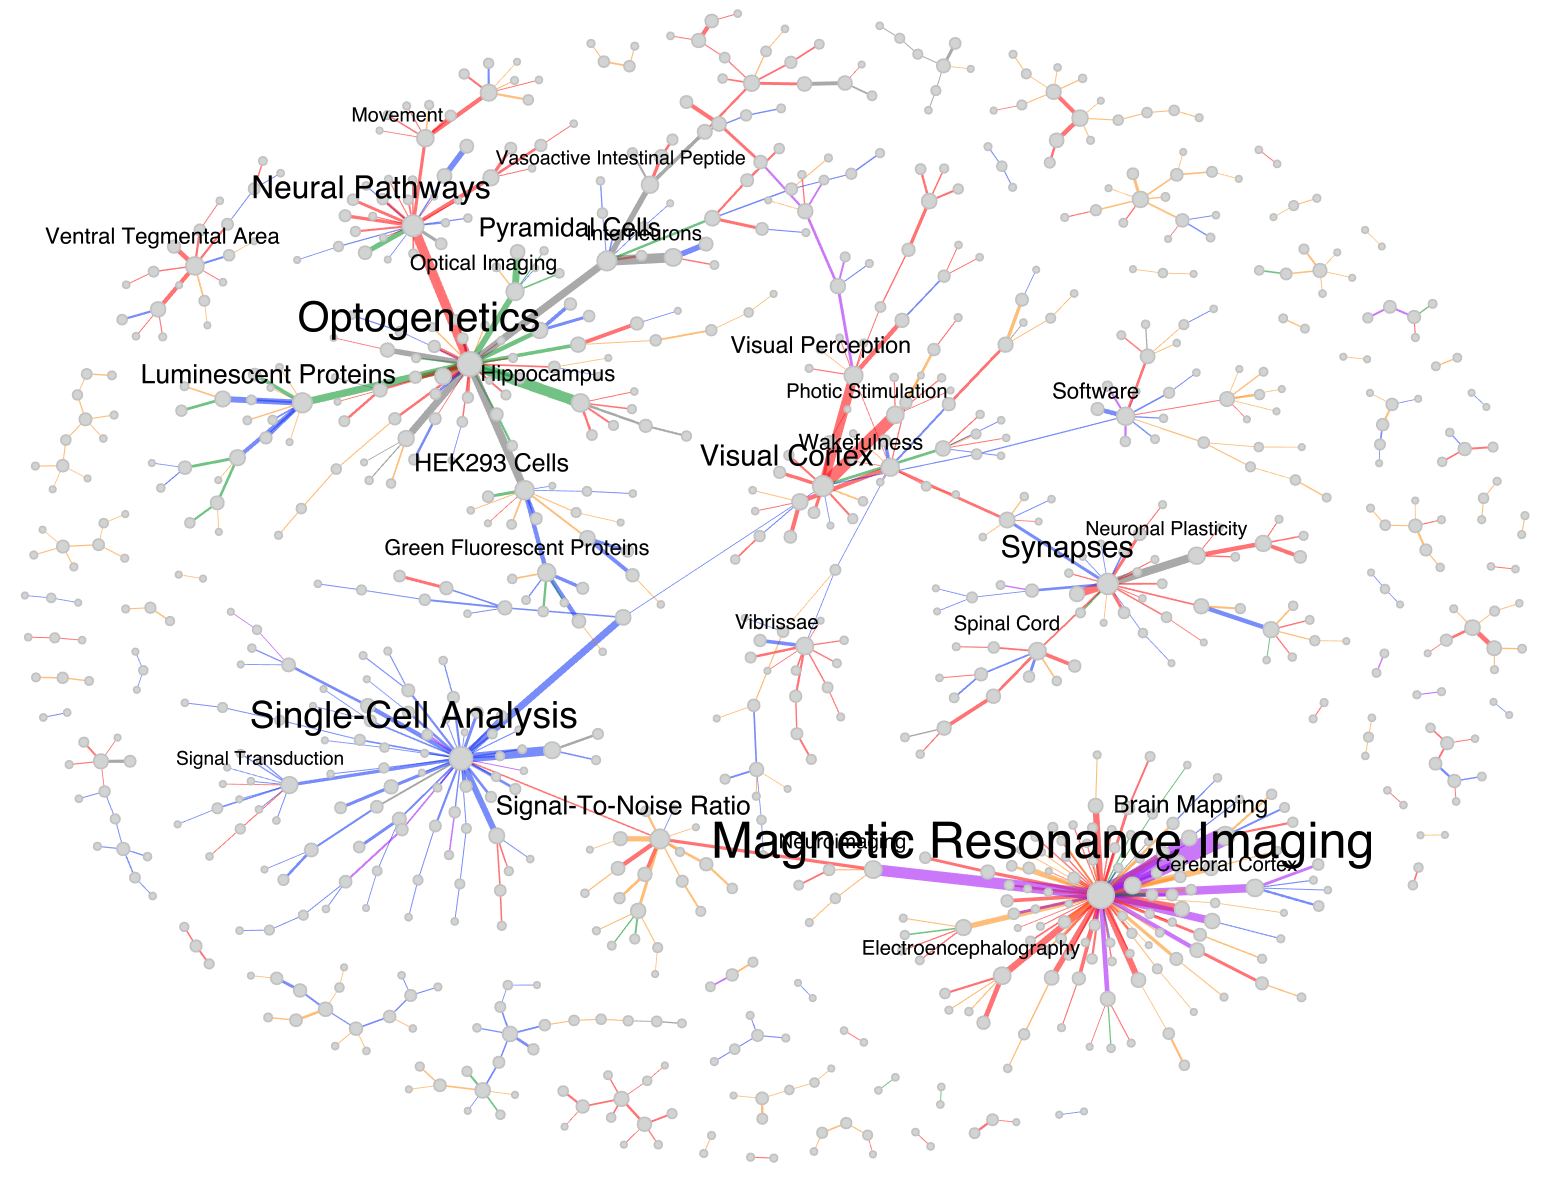 Movement
Vasoactive Intestinal Peptide
Neural Pathways
Pyramidal Cells
Interneurons
Ventral Tegmental Area
Optical Imaging
Optogenetics
Visual Perception
Luminescent Proteins
Hippocampus
Photic Stimulation
Software
Wakefulness
Visual Cortex
HEK293 Cells
Neuronal Plasticity
Synapses
Green Fluorescent Proteins
Vibrissae
Spinal Cord
Single-Cell Analysis
Signal Transduction
Signal-To-Noise Ratio
Brain Mapping
Neuroimaging
Magnetic Resonance Imaging
Cerebral Cortex
Electroencephalography